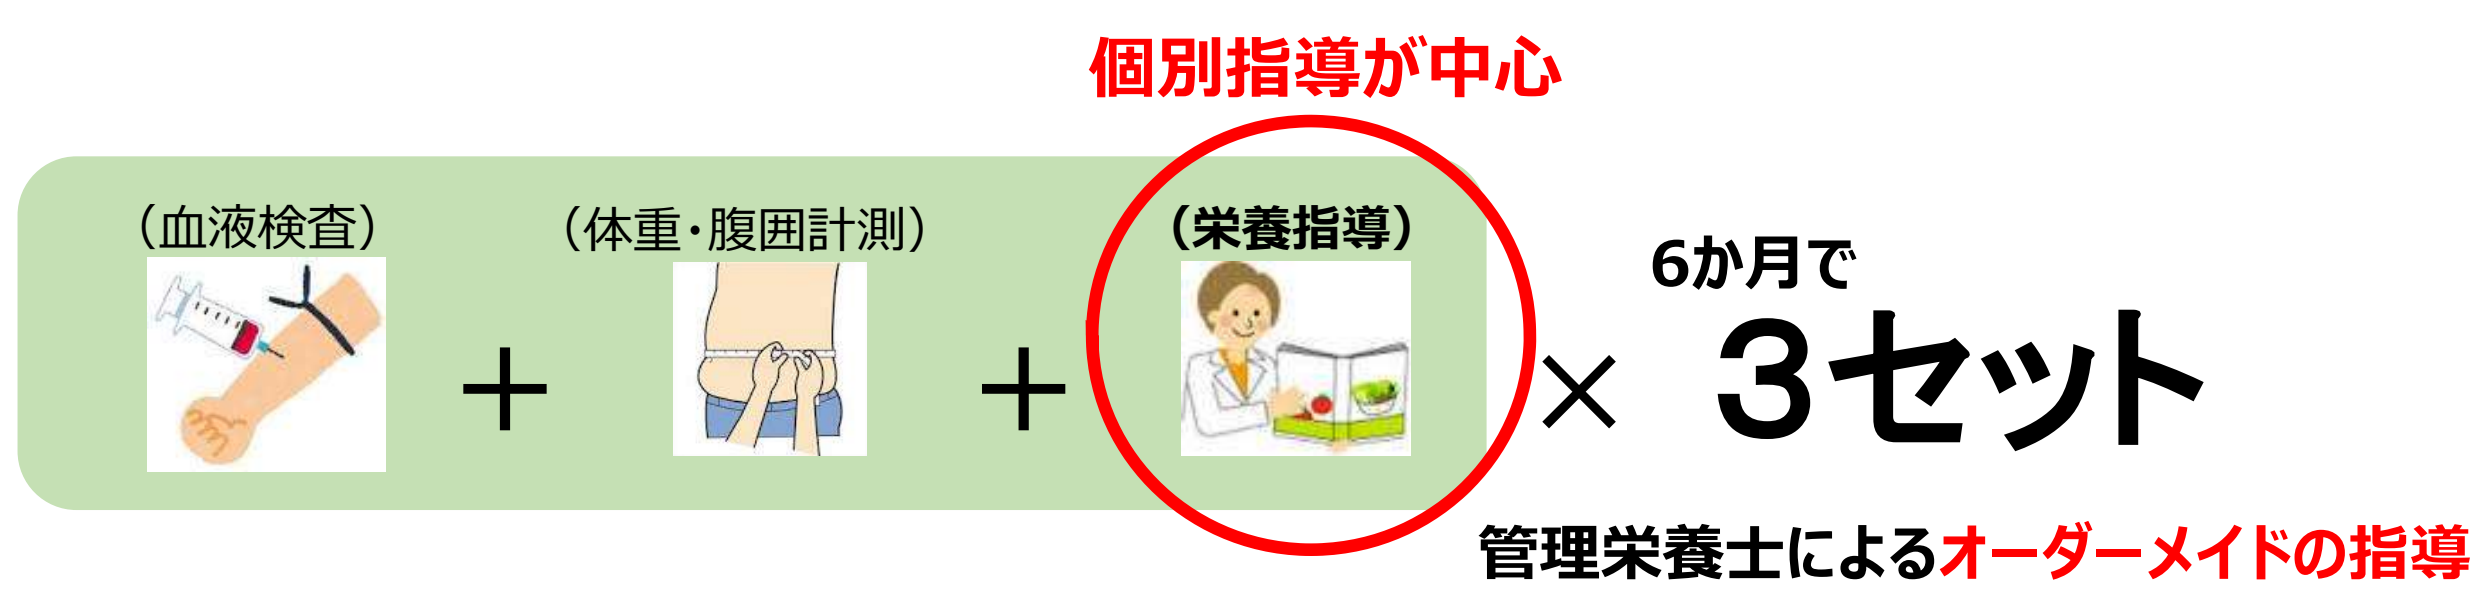 個別指導が中心
（血液検査）
（体重・腹囲計測）
（栄養指導）
＋
＋
×
6か月で
3セット
管理栄養士によるオーダーメイドの指導